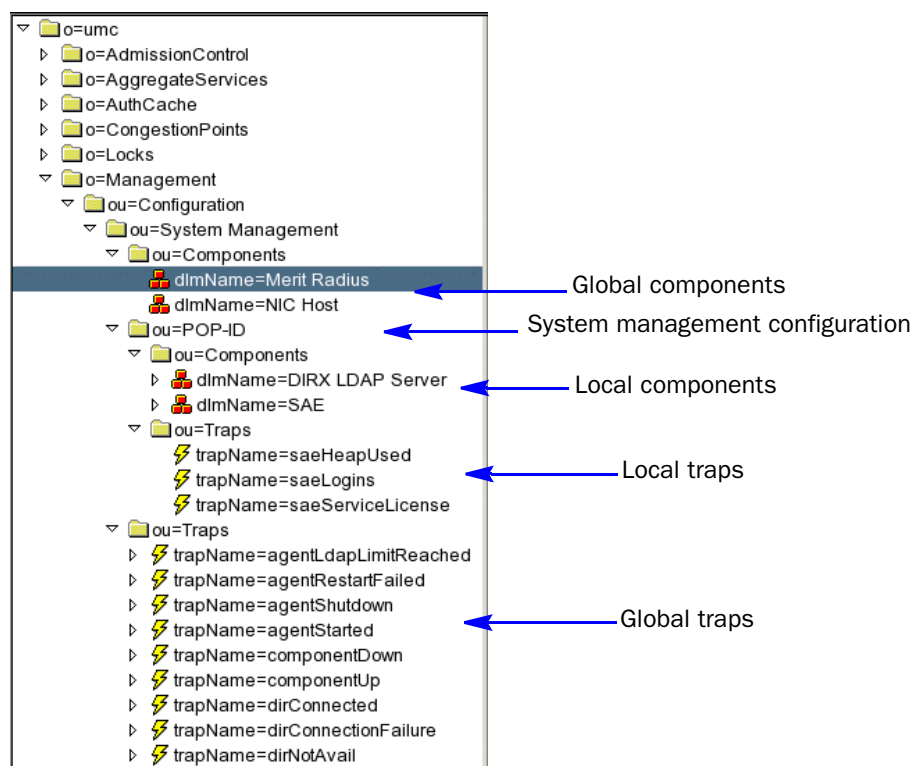 o=umc
o=AdmissionControl
o=AggregateServices
o=AuthCache
o=CongestionPoints
o=Locks
o=Management
ou=Configuration
ou=System Management
ou=Components
dlmName=Merit Radius
Global components
dlmName=NIC Host
ou=POP-ID
System management configuration
ou=Components
dlmName=DIRX LDAP Server
Local components
dlmName=SAE
ou=Traps
trapName=saeHeapUsed
Local traps
trapName=saeLogins
trapName=saeServiceLicense
ou=Traps
trapName=agentLdapLimitReached
trapName=agentRestartFailed
trapName=agentShutdown
Global traps
trapName=agentStarted
trapName=componentDown
trapName=componentUp
trapName=dirConnected
trapName=dirConnectionFailure
trapName=dirNotAvail